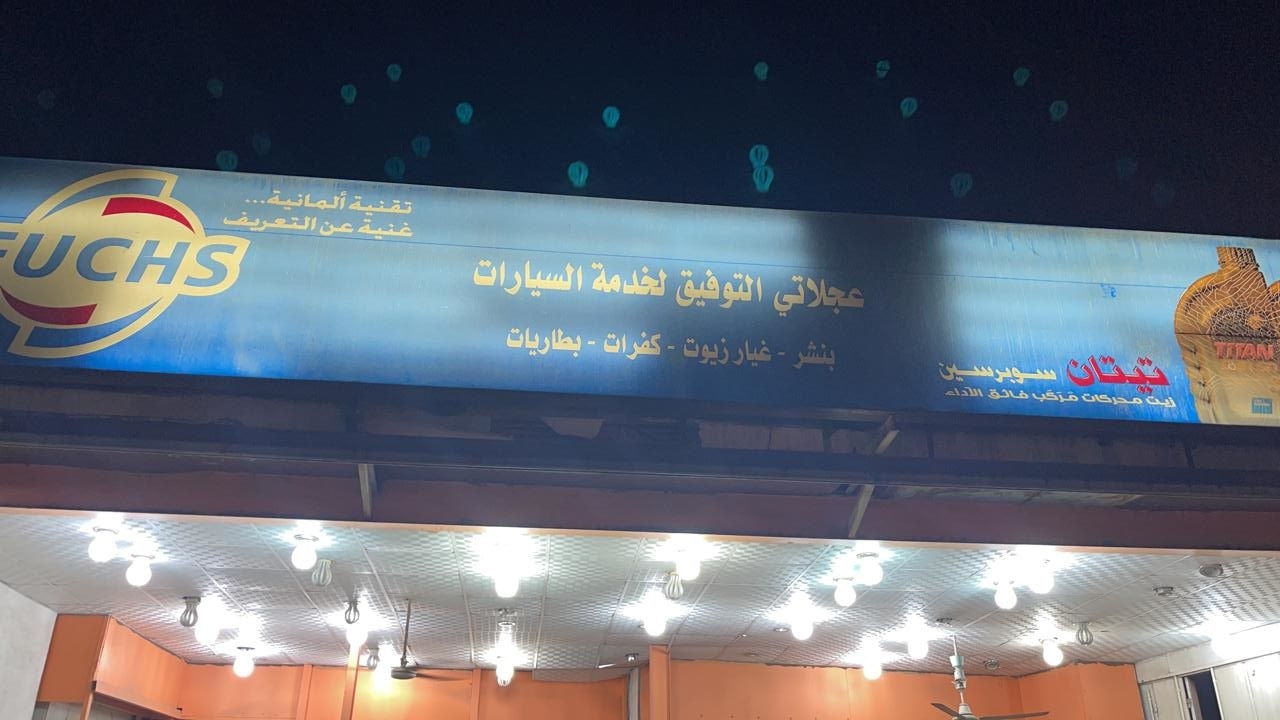 FUCHS
تقنية ألمانية...
غنية عن التعريف
عجلاتي التوفيق لخدمة السيارات
بنشر - غيار زيوت - كفرات - بطاريات
تيتان سوبرسين
زيت محركات مُركّب فائق الأداء
TITAN